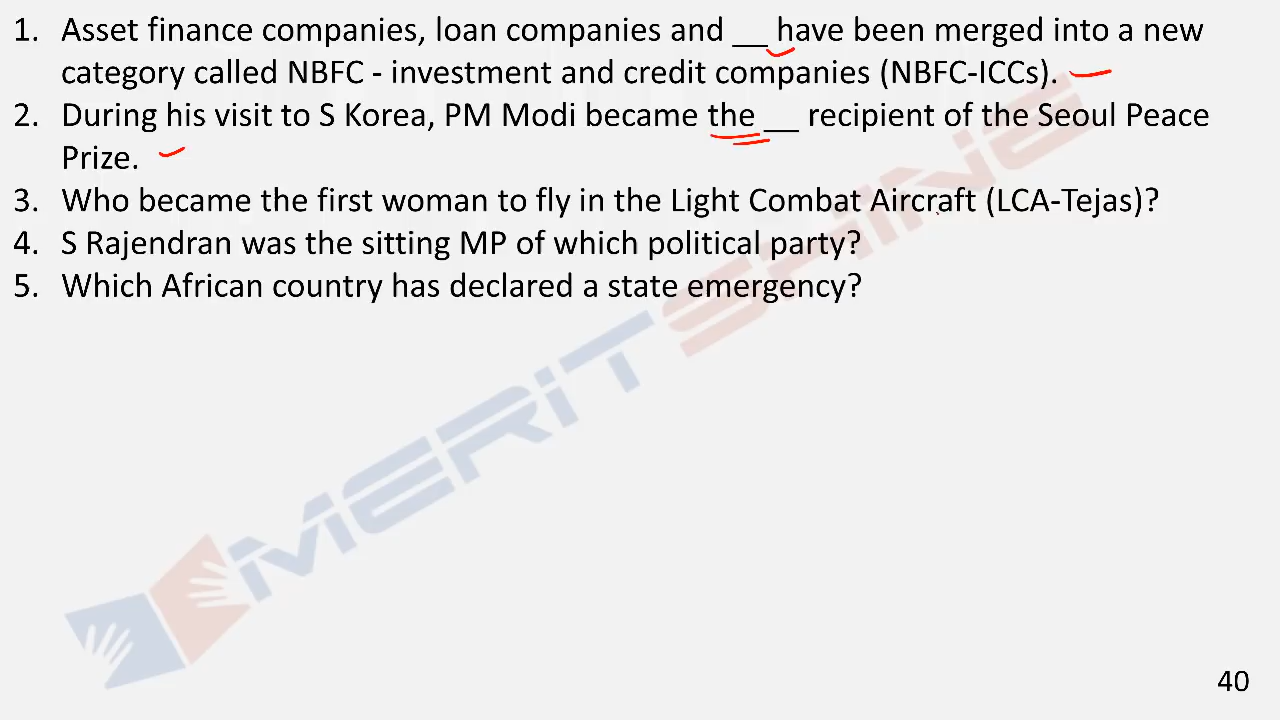 1. Asset finance companies, loan companies and __ have been merged into a new
category called NBFC - investment and credit companies (NBFC-ICCs).
2. During his visit to S Korea, PM Modi became the __ recipient of the Seoul Peace
Prize.
3. Who became the first woman to fly in the Light Combat Aircraft (LCA-Tejas)?
4. S Rajendran was the sitting MP of which political party?
5. Which African country has declared a state emergency?
MERiTSHINE
40